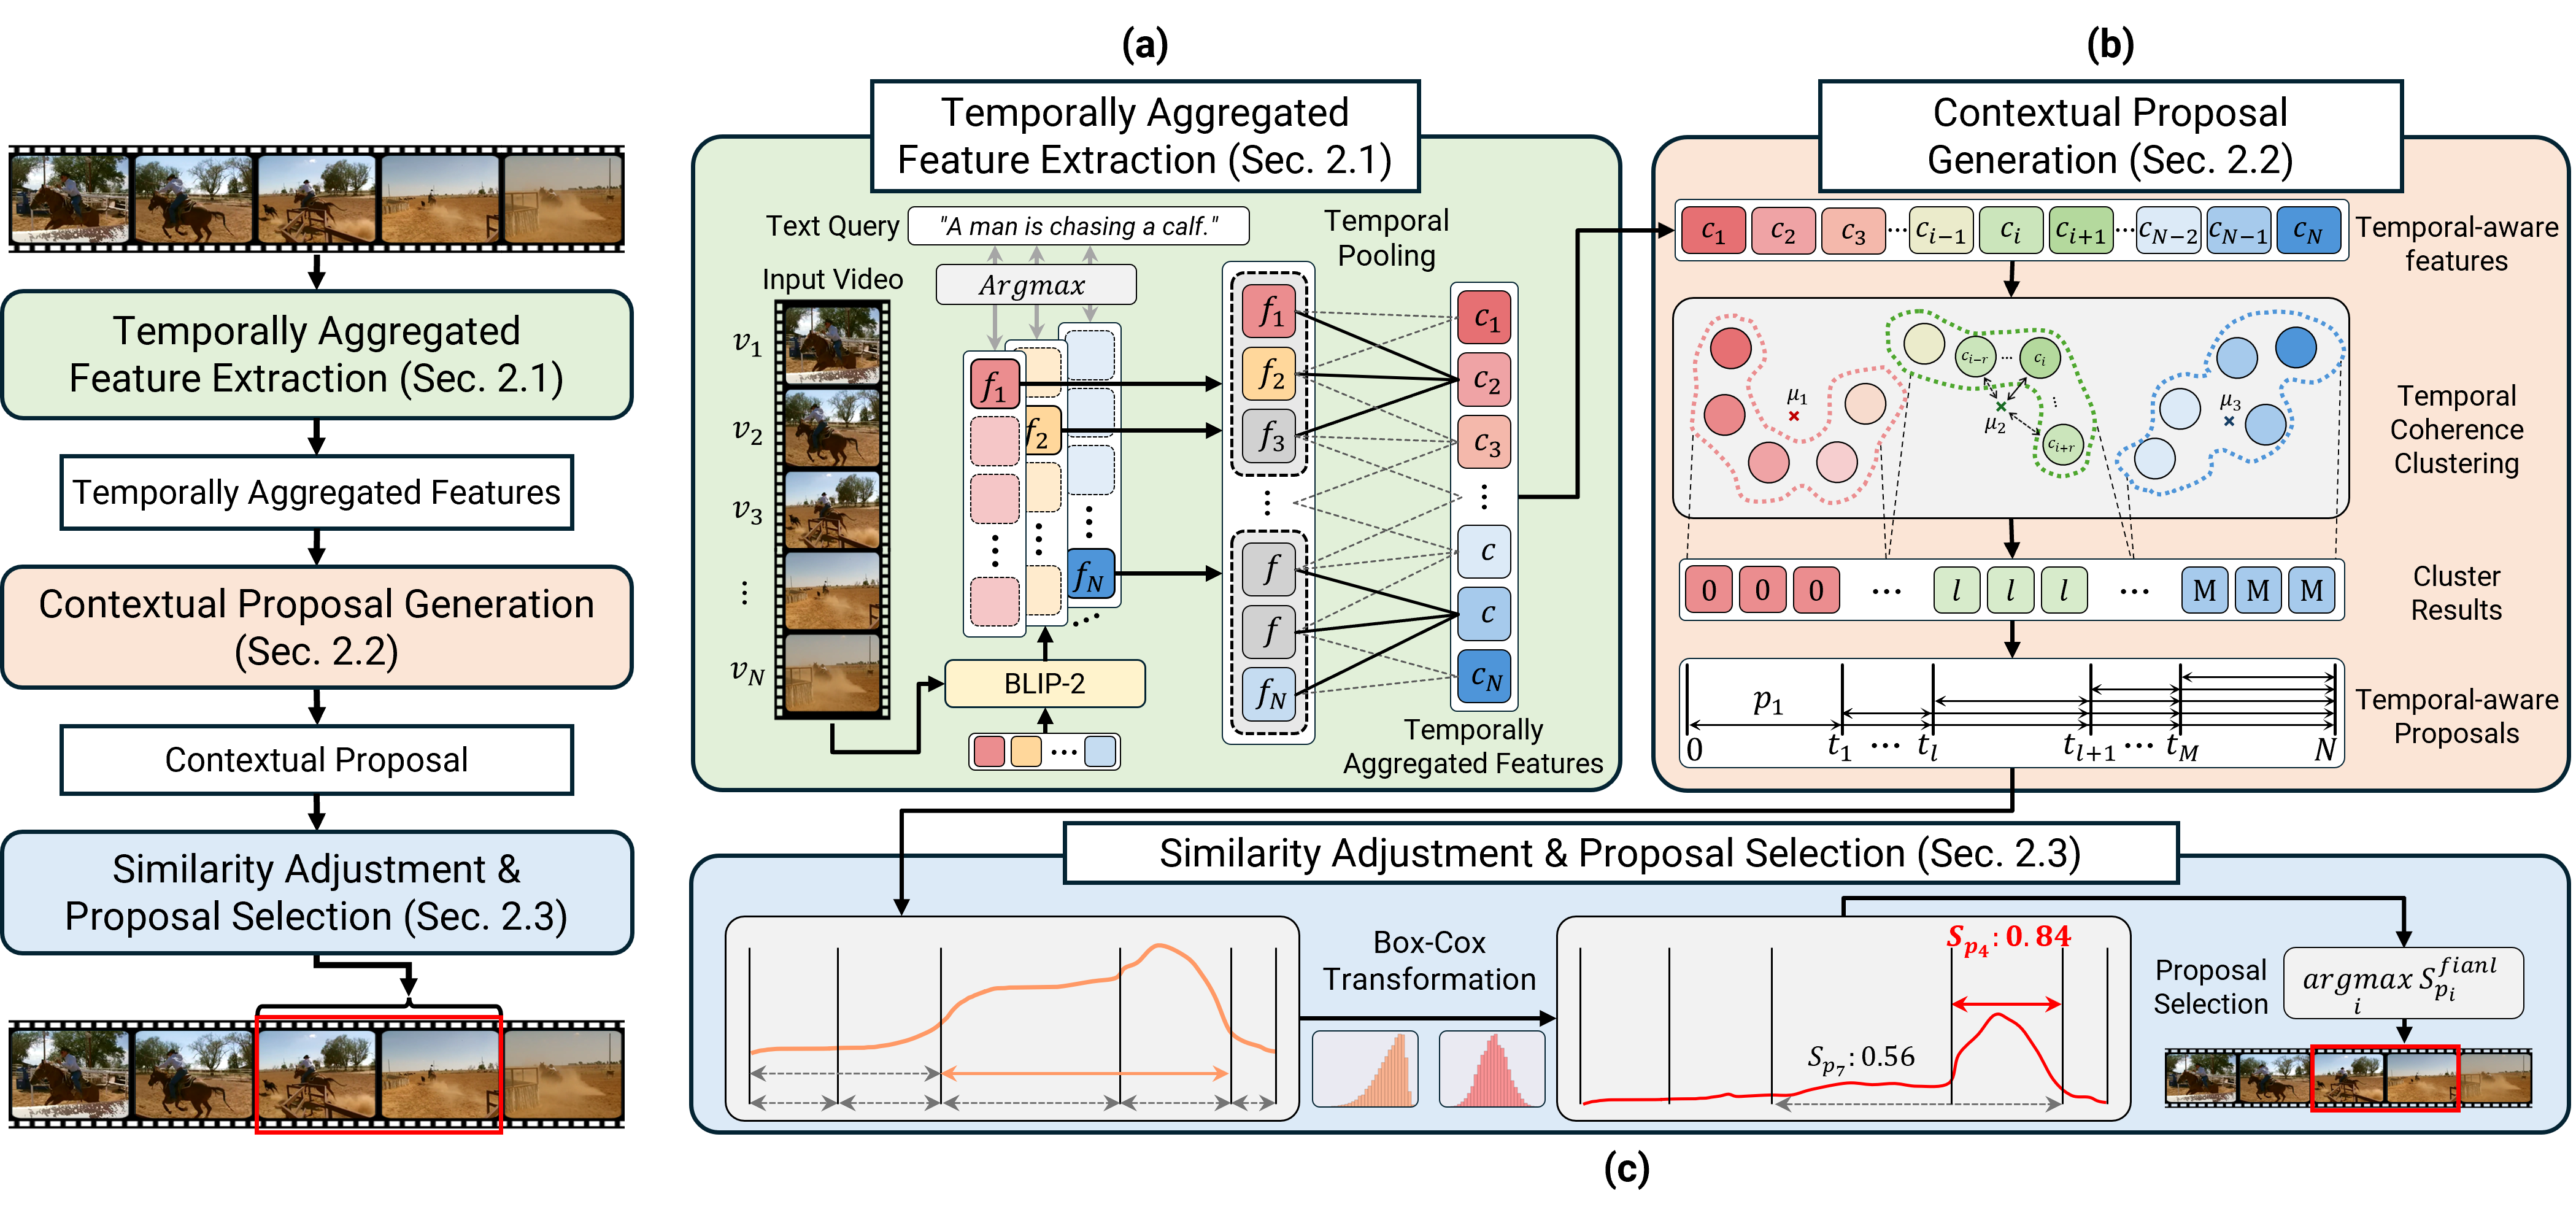 Temporally Aggregated
Feature Extraction (Sec. 2.1)
Temporally Aggregated Features
Contextual Proposal Generation
(Sec. 2.2)
Contextual Proposal
Similarity Adjustment &
Proposal Selection (Sec. 2.3)
(a)
Temporally Aggregated
Feature Extraction (Sec. 2.1)
Text Query
"A man is chasing a calf."
Argmax
Input Video
v_1
v_2
v_3
⋮
v_N
f_1
f_2
f_N
BLIP-2
⋯
Temporal
Pooling
f_1
f_2
f_3
⋮
f
f
f_N
c_1
c_2
c_3
⋮
c
c
c_N
Temporally
Aggregated Features
(b)
Contextual Proposal
Generation (Sec. 2.2)
c_1 c_2 c_3 ⋯ c_{i−1} c_i c_{i+1} ⋯ c_{N−2} c_{N−1} c_N
Temporal-aware
features
μ_1
c_{i−r} ⋯ c_i
μ_2
c_{i+r}
μ_3
Temporal
Coherence
Clustering
0 0 0 ⋯ l l l ⋯ M M M
Cluster
Results
p_1
0 t_1 ⋯ t_l t_{l+1} ⋯ t_M N
Temporal-aware
Proposals
Similarity Adjustment & Proposal Selection (Sec. 2.3)
Box-Cox
Transformation
S_{p_4}: 0.84
S_{p_7}: 0.56
Proposal
Selection
argmax S_{p_i}^{fianl}
i
(c)